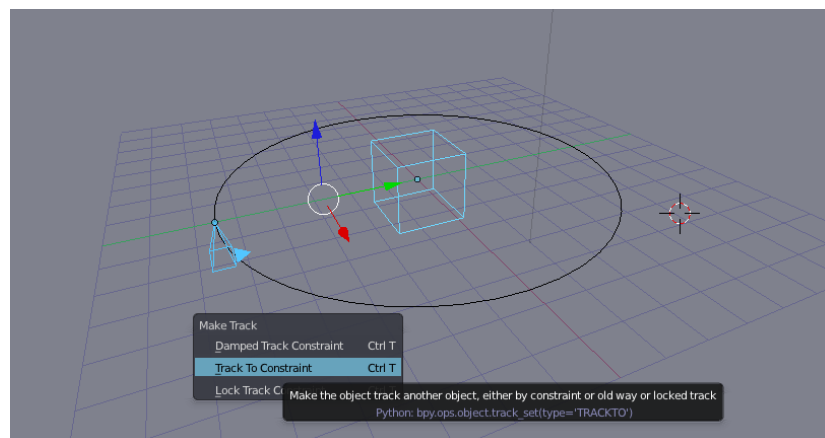 Make Track
Damped Track Constraint Ctrl T
Track To Constraint Ctrl T
Lock Track
Make the object track another object, either by constraint or old way or locked track
Python: bpy.ops.object.track_set(type='TRACKTO')